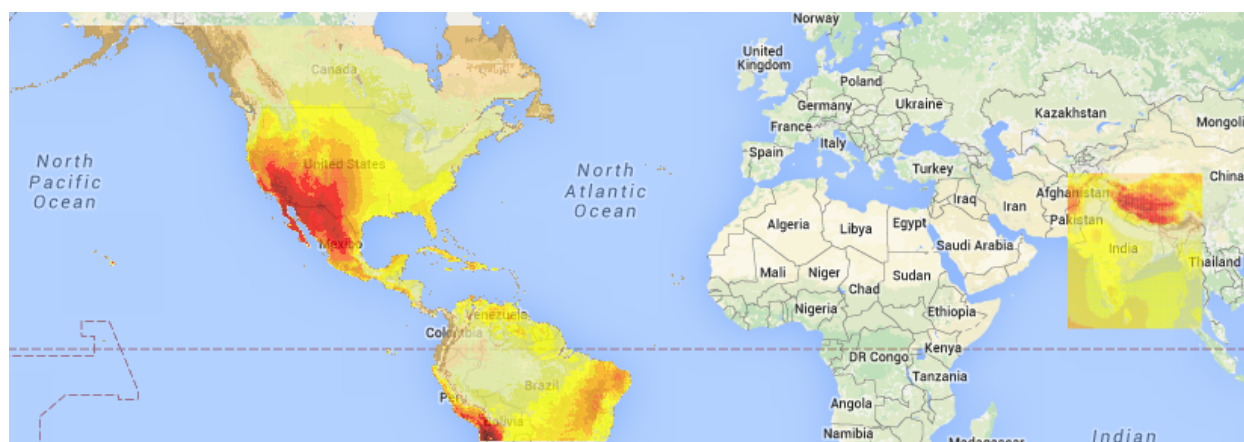 Norway
United
Kingdom
Canada
Poland
Germany
Ukraine
Kazakhstan
Mongoli
France
Italy
North
Pacific
Ocean
United States
North
Atlantic
Ocean
Spain
Turkey
China
Afghanistan
Iraq
Iran
Pakistan
Algeria
Libya
Egypt
Saudi Arabia
India
Mexico
Thailand
Mali
Niger
Chad
Sudan
Nigeria
Ethiopia
Venezuela
Colombia
DR Congo
Kenya
Tanzania
Brazil
Peru
Angola
Bolivia
Namibia
Madagascar
Indian